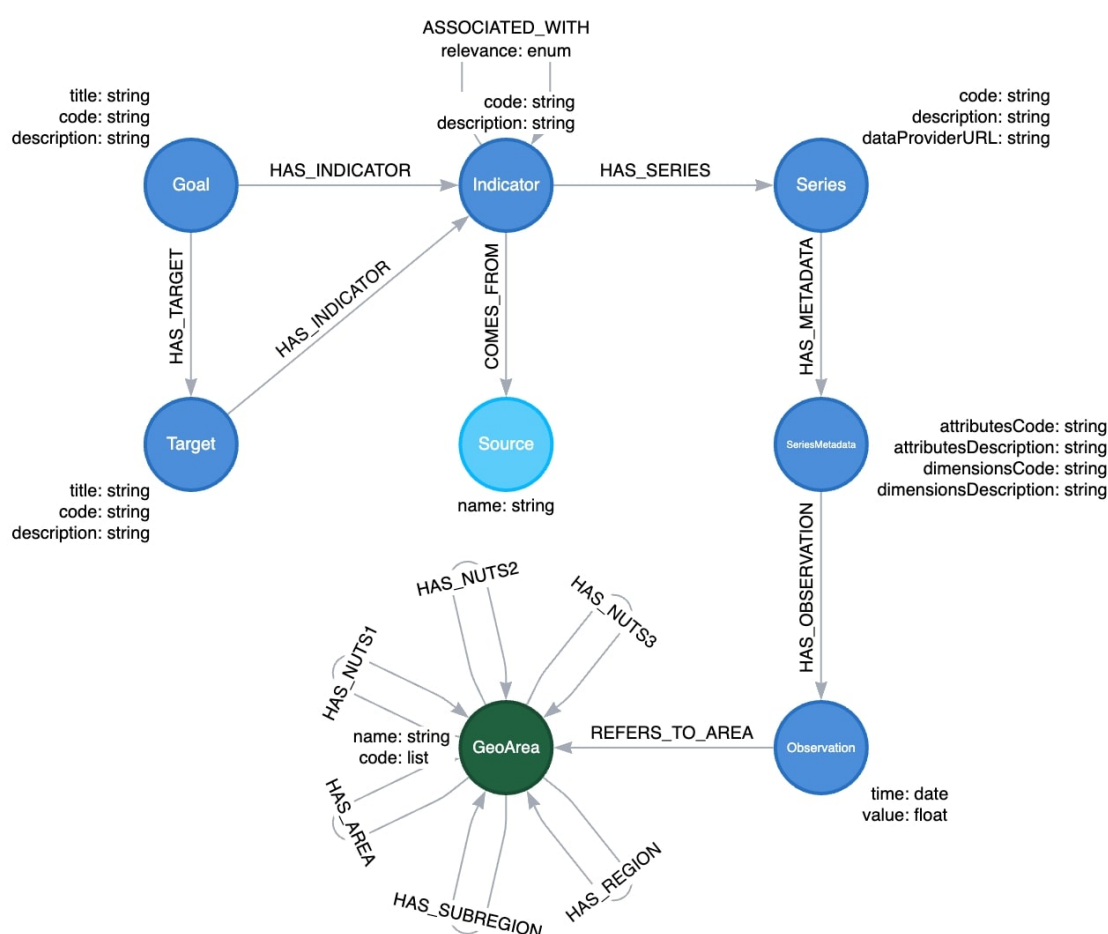 ASSOCIATED_WITH
relevance: enum
title: string
code: string
description: string
code: string
description: string
code: string
description: string
dataProviderURL: string
Goal
HAS_INDICATOR
Indicator
HAS_SERIES
Series
HAS_TARGET
HAS_INDICATOR
COMES_FROM
HAS_METADATA
Target
Source
SeriesMetadata
attributesCode: string
attributesDescription: string
dimensionsCode: string
dimensionsDescription: string
title: string
code: string
description: string
name: string
HAS_OBSERVATION
HAS_NUTS2
HAS_NUTS3
HAS_NUTS1
name: string
code: list
GeoArea
REFERS_TO_AREA
Observation
time: date
value: float
HAS_AREA
HAS_SUBREGION
HAS_REGION